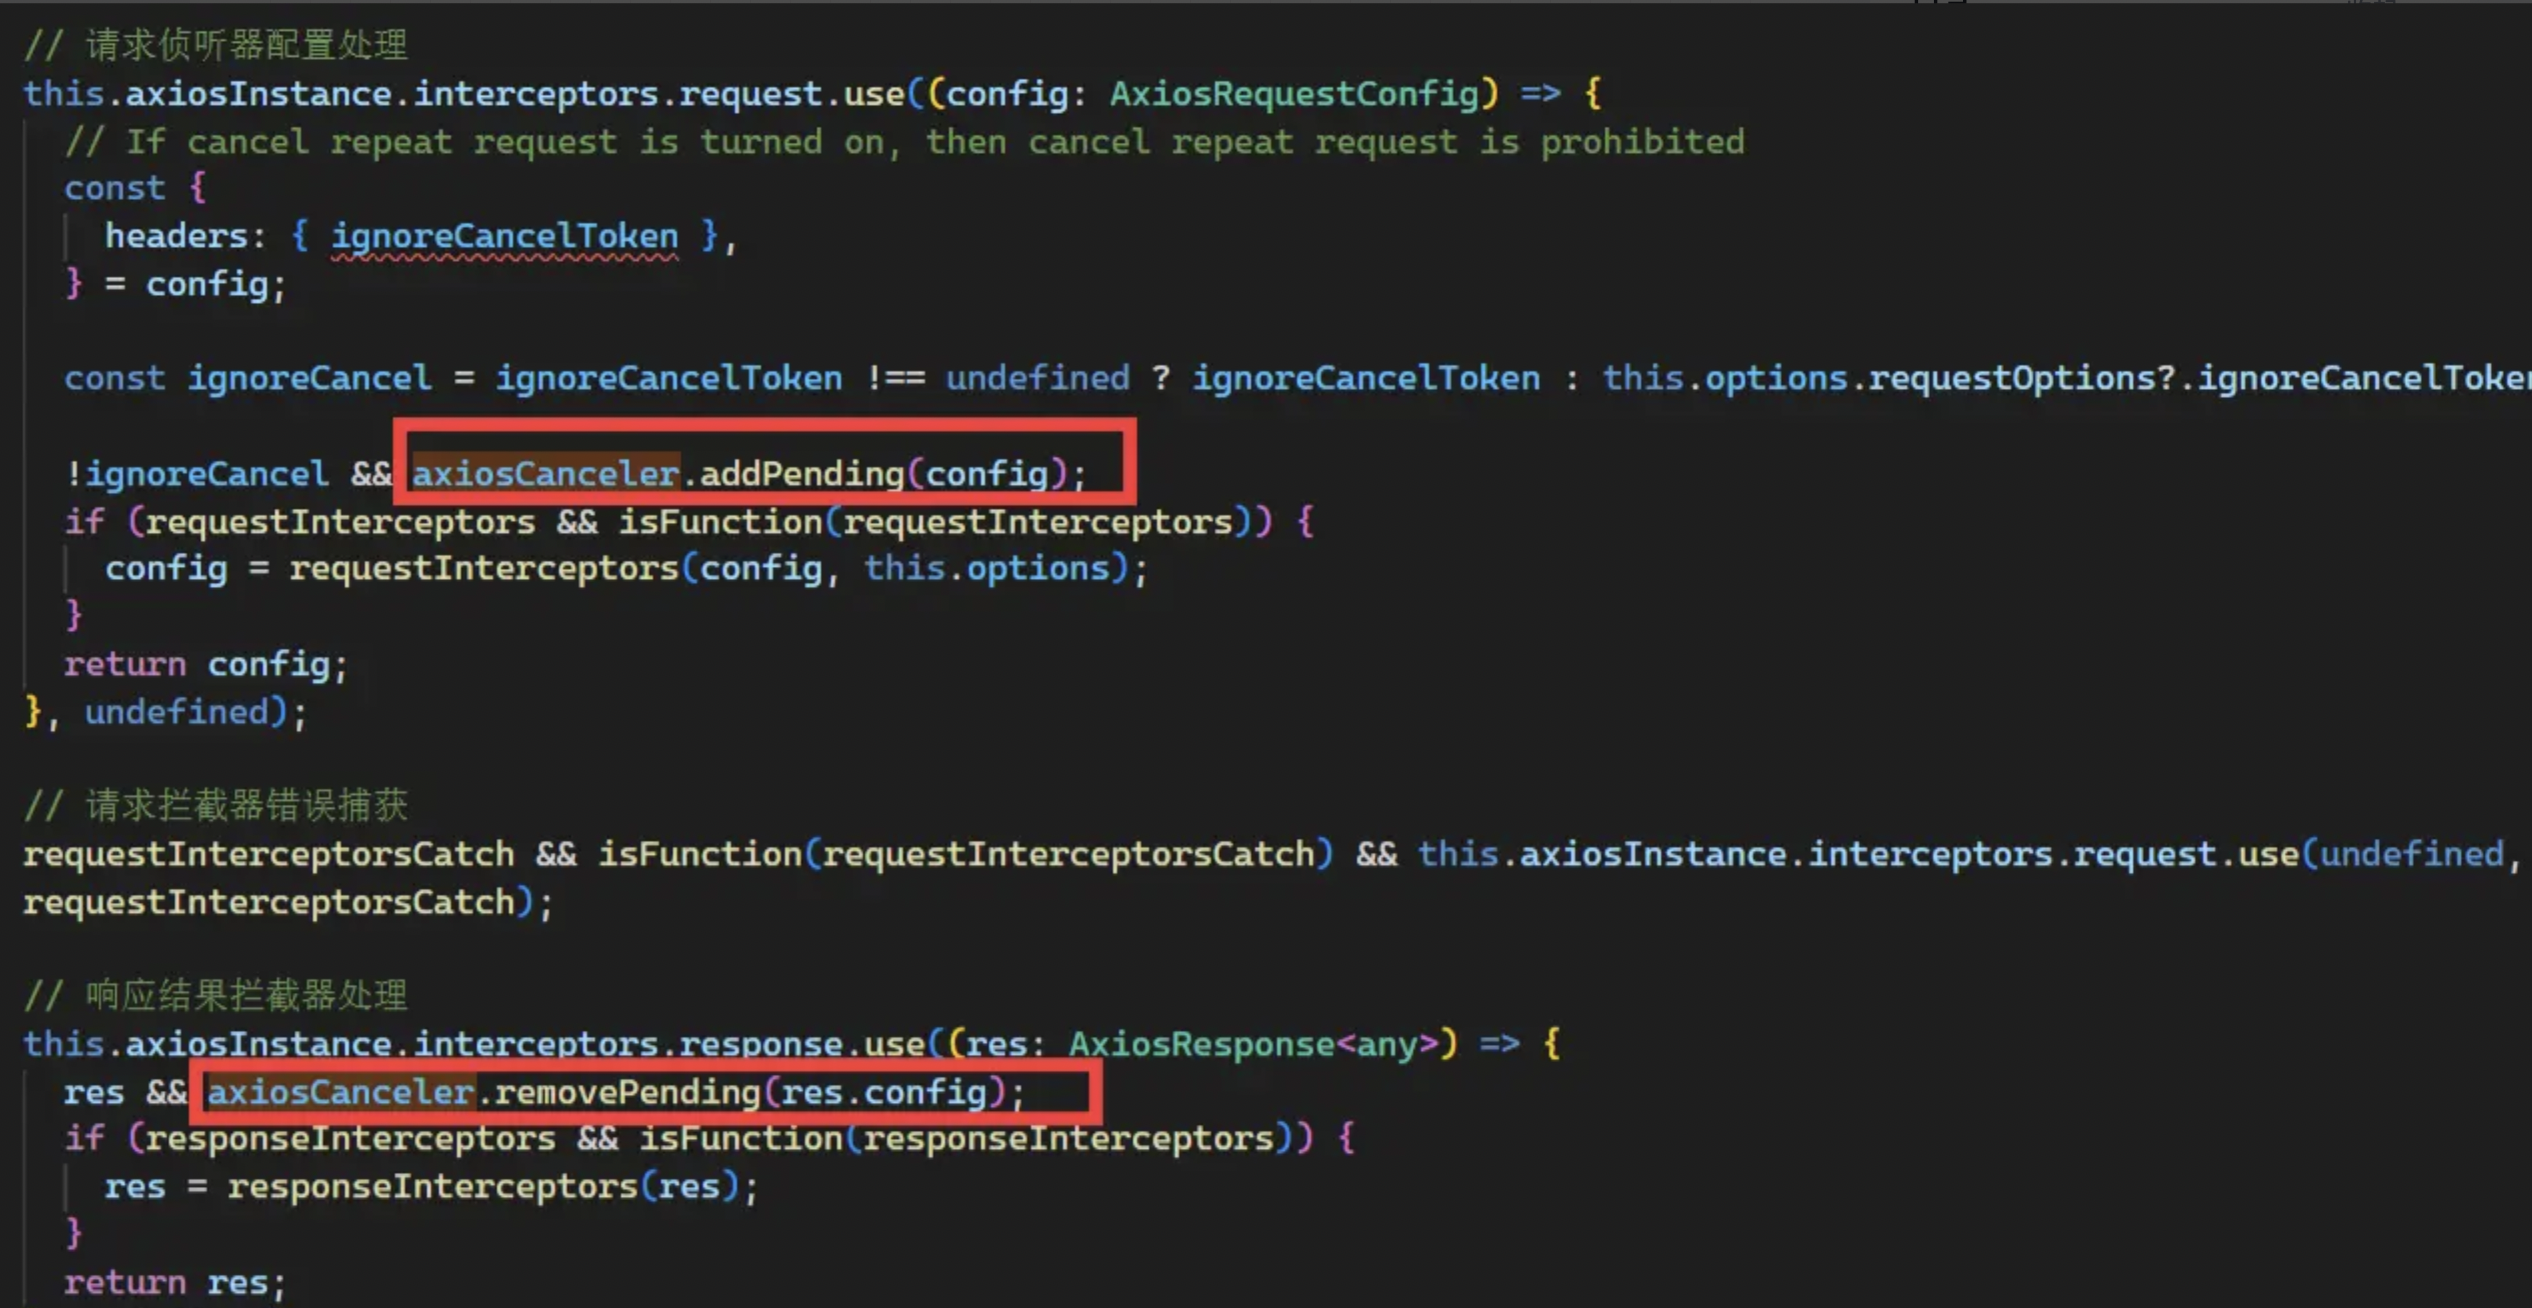 // 请求侦听器配置处理
this.axiosInstance.interceptors.request.use((config: AxiosRequestConfig) => {
  // If cancel repeat request is turned on, then cancel repeat request is prohibited
  const {
    headers: { ignoreCancelToken },
  } = config;
  const ignoreCancel = ignoreCancelToken !== undefined ? ignoreCancelToken : this.options.requestOptions?.ignoreCancelToken
  !ignoreCancel && axiosCanceler.addPending(config);
  if (requestInterceptors && isFunction(requestInterceptors)) {
    config = requestInterceptors(config, this.options);
  }
  return config;
}, undefined);
// 请求拦截器错误捕获
requestInterceptorsCatch && isFunction(requestInterceptorsCatch) && this.axiosInstance.interceptors.request.use(undefined,
requestInterceptorsCatch);
// 响应结果拦截器处理
this.axiosInstance.interceptors.response.use((res: AxiosResponse<any>) => {
  res && axiosCanceler.removePending(res.config);
  if (responseInterceptors && isFunction(responseInterceptors)) {
    res = responseInterceptors(res);
  }
  return res;